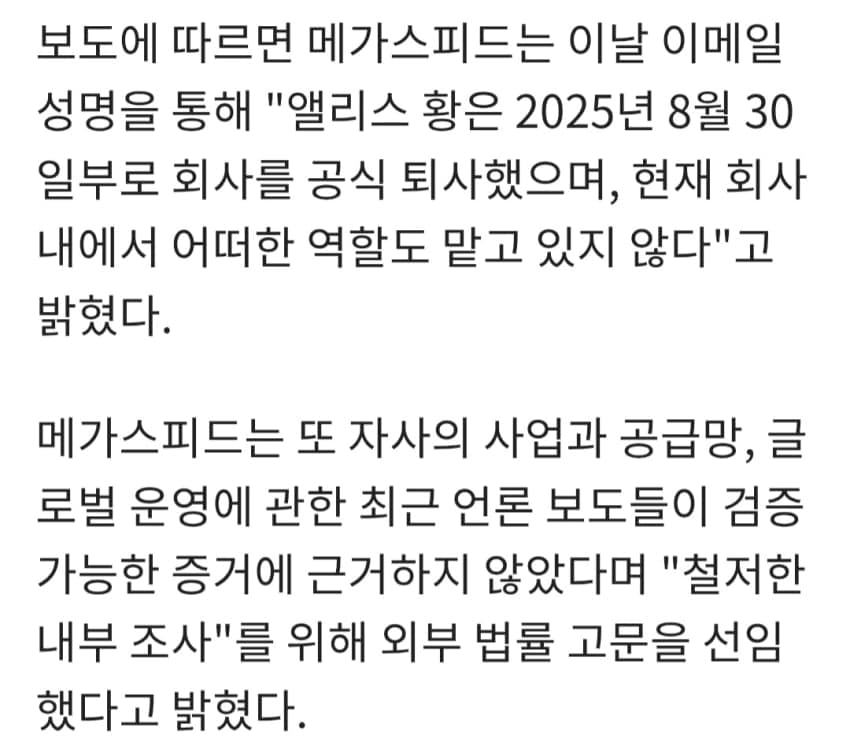 보도에 따르면 메가스피드는 이날 이메일
성명을 통해 "앨리스 황은 2025년 8월 30
일부로 회사를 공식 퇴사했으며, 현재 회사
내에서 어떠한 역할도 맡고 있지 않다"고
밝혔다.
메가스피드는 또 자사의 사업과 공급망, 글
로벌 운영에 관한 최근 언론 보도들이 검증
가능한 증거에 근거하지 않았다며 "철저한
내부 조사"를 위해 외부 법률 고문을 선임
했다고 밝혔다.